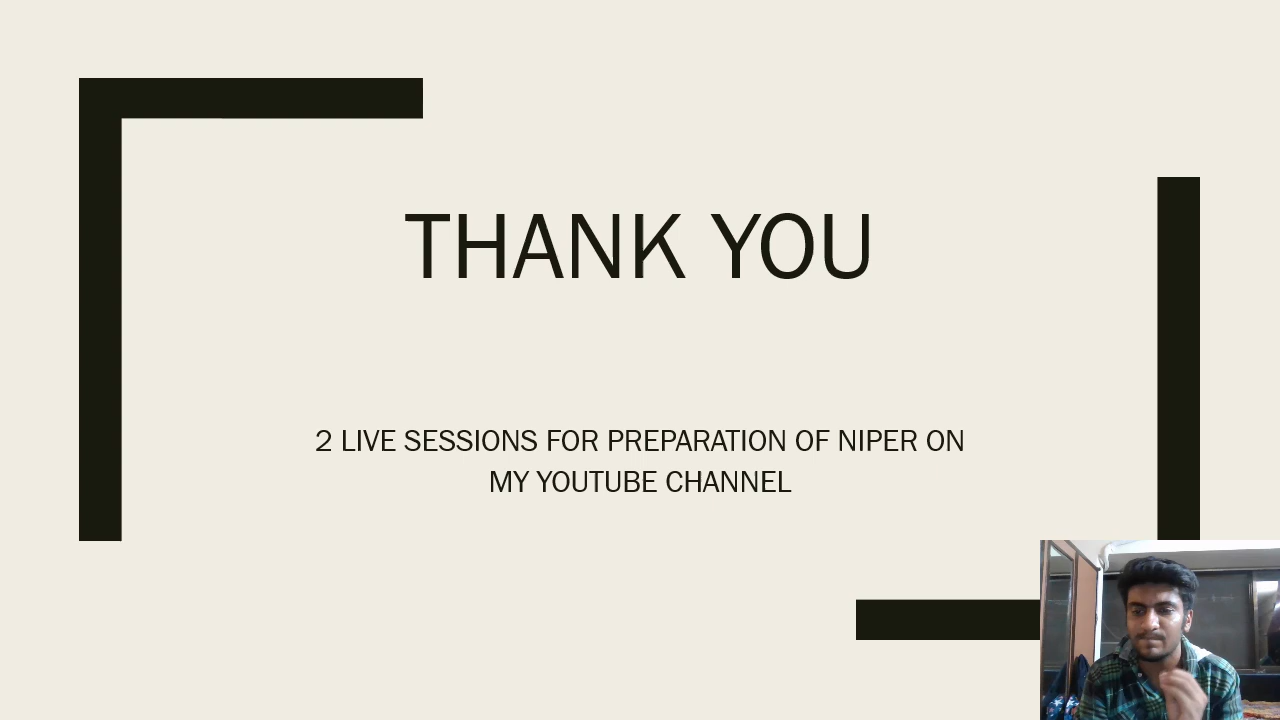 THANK YOU
2 LIVE SESSIONS FOR PREPARATION OF NIPER ON
MY YOUTUBE CHANNEL